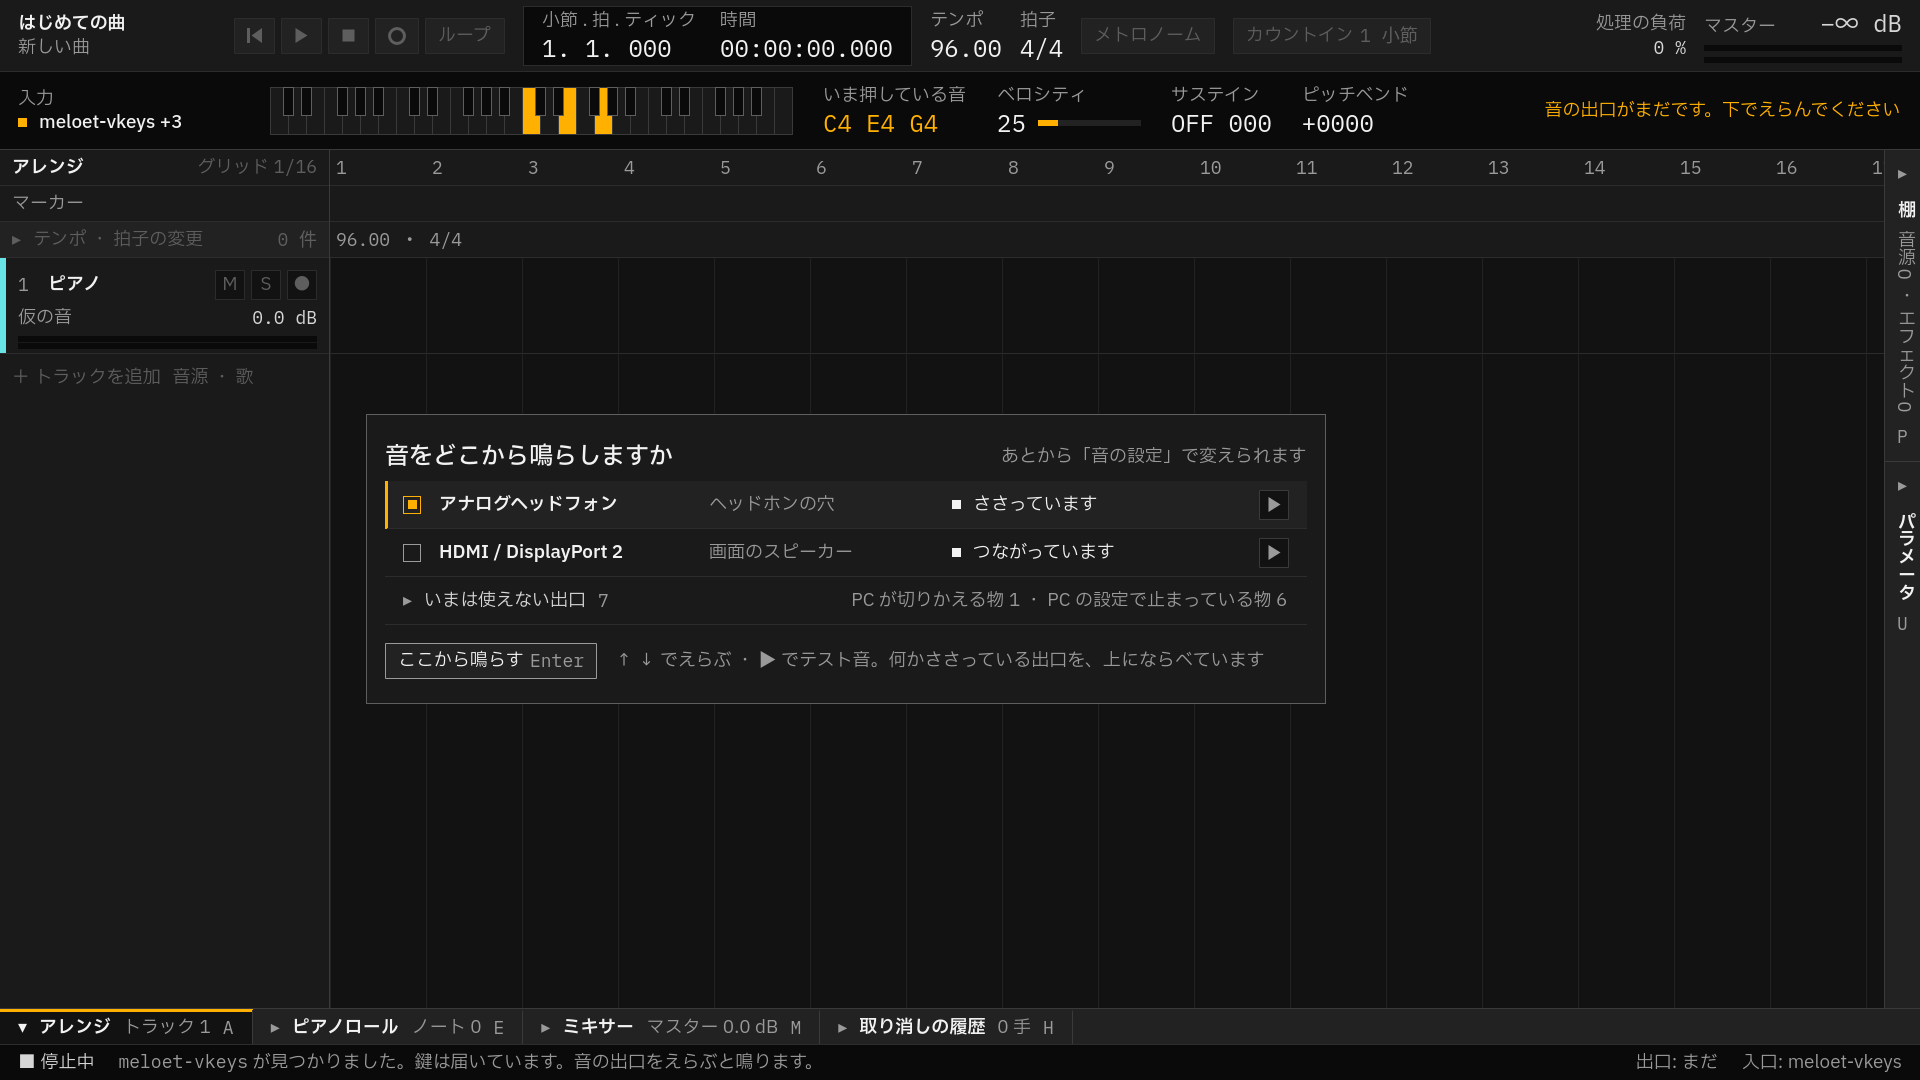 はじめての曲
新しい曲
ループ
小節 . 拍 . ティック 時間
1. 1. 000 00:00:00.000
テンポ 拍子
96.00 4/4
メトロノーム
カウントイン 1 小節
処理の負荷
0 %
マスター −∞ dB
入力
meloet-vkeys +3
いま押している音
C4 E4 G4
ベロシティ
25
サステイン
OFF 000
ピッチベンド
+0000
音の出口がまだです。下でえらんでください
アレンジ グリッド 1/16
1 2 3 4 5 6 7 8 9 10 11 12 13 14 15 16 1
マーカー
▸ テンポ · 拍子の変更 0 件
96.00 · 4/4
1 ピアノ M S ●
仮の音 0.0 dB
＋ トラックを追加 音源 · 歌
音をどこから鳴らしますか あとから「音の設定」で変えられます
アナログヘッドフォン ヘッドホンの穴 ■ ささっています ▶
HDMI / DisplayPort 2 画面のスピーカー ■ つながっています ▶
▸ いまは使えない出口 7 PC が切りかえる物 1 · PC の設定で止まっている物 6
ここから鳴らす Enter ↑ ↓ でえらぶ · ▶ でテスト音。何かささっている出口を、上にならべています
▸ 棚 音源 0 · エフェクト 0 P
▸ パラメータ U
▾ アレンジ トラック 1 A
▸ ピアノロール ノート 0 E
▸ ミキサー マスター 0.0 dB M
▸ 取り消しの履歴 0 手 H
■ 停止中 meloet-vkeys が見つかりました。鍵は届いています。音の出口をえらぶと鳴ります。
出口: まだ 入口: meloet-vkeys